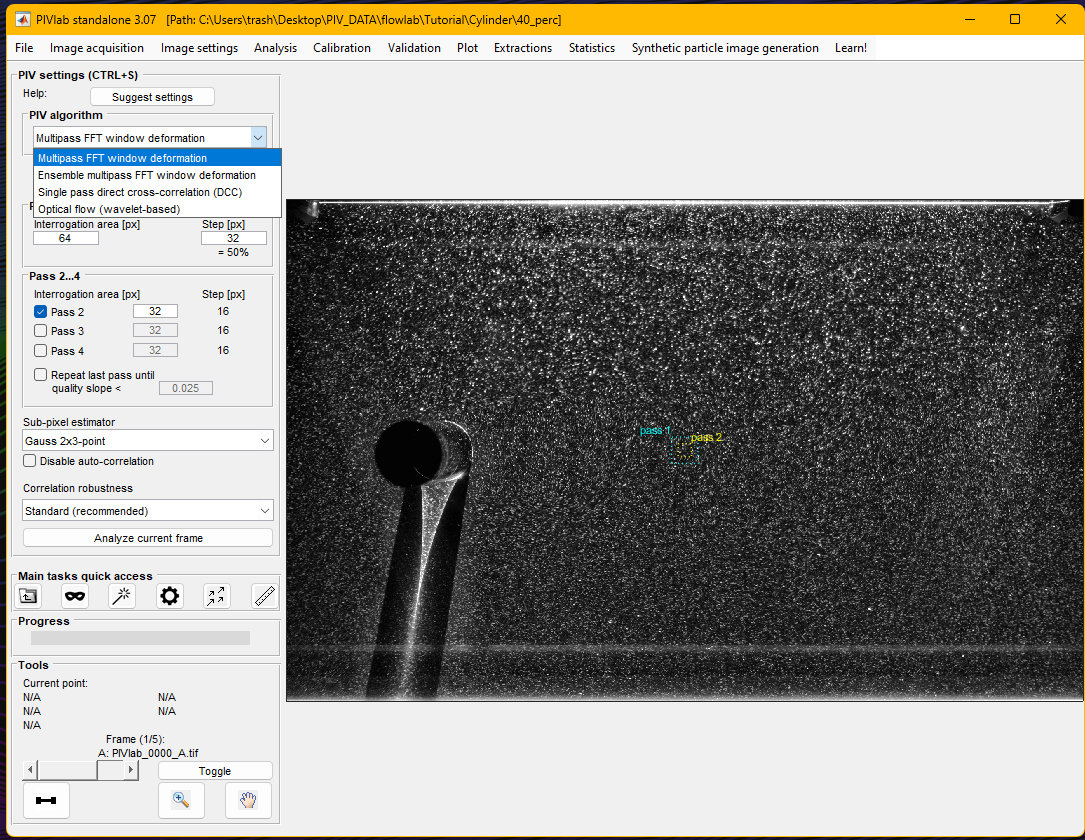 PIVlab standalone 3.07   [Path: C:\Users\trash\Desktop\PIV_DATA\flowlab\Tutorial\Cylinder\40_perc]
File Image acquisition Image settings Analysis Calibration Validation Plot Extractions Statistics Synthetic particle image generation Learn!
PIV settings (CTRL+S)
Help:
Suggest settings
PIV algorithm
Multipass FFT window deformation
Multipass FFT window deformation
Ensemble multipass FFT window deformation
Single pass direct cross-correlation (DCC)
Optical flow (wavelet-based)
Interrogation area [px] Step [px]
64 32
= 50%
Pass 2...4
Interrogation area [px] Step [px]
Pass 2 32 16
Pass 3 32 16
Pass 4 32 16
Repeat last pass until
quality slope < 0.025
Sub-pixel estimator
Gauss 2x3-point
Disable auto-correlation
Correlation robustness
Standard (recommended)
Analyze current frame
Main tasks quick access
Progress
Tools
Current point:
N/A N/A
N/A N/A
N/A
Frame (1/5):
A: PIVlab_0000_A.tif
Toggle
pass 1
pass 2